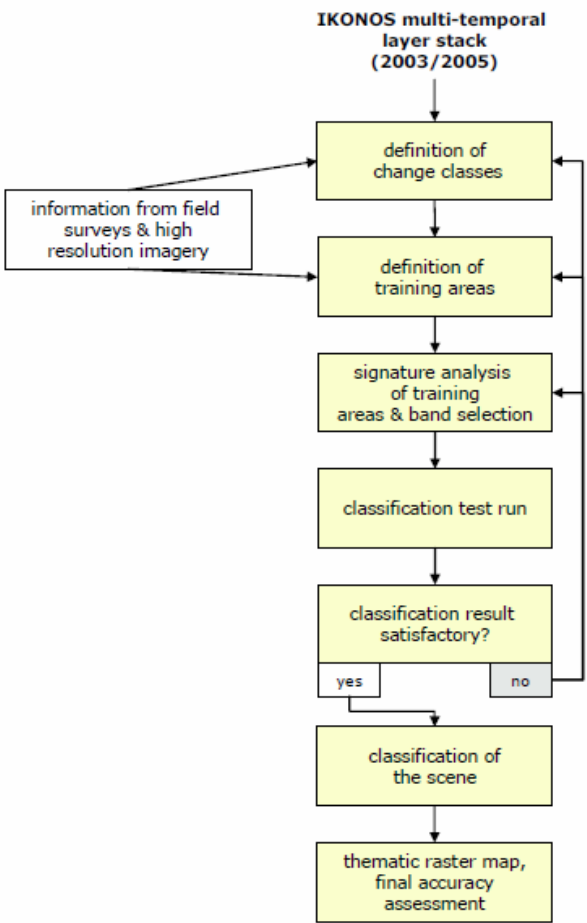 IKONOS multi-temporal
layer stack
(2003/2005)
definition of
change classes
information from field
surveys & high
resolution imagery
definition of
training areas
signature analysis
of training
areas & band selection
classification test run
classification result
satisfactory?
yes
no
classification of
the scene
thematic raster map,
final accuracy
assessment